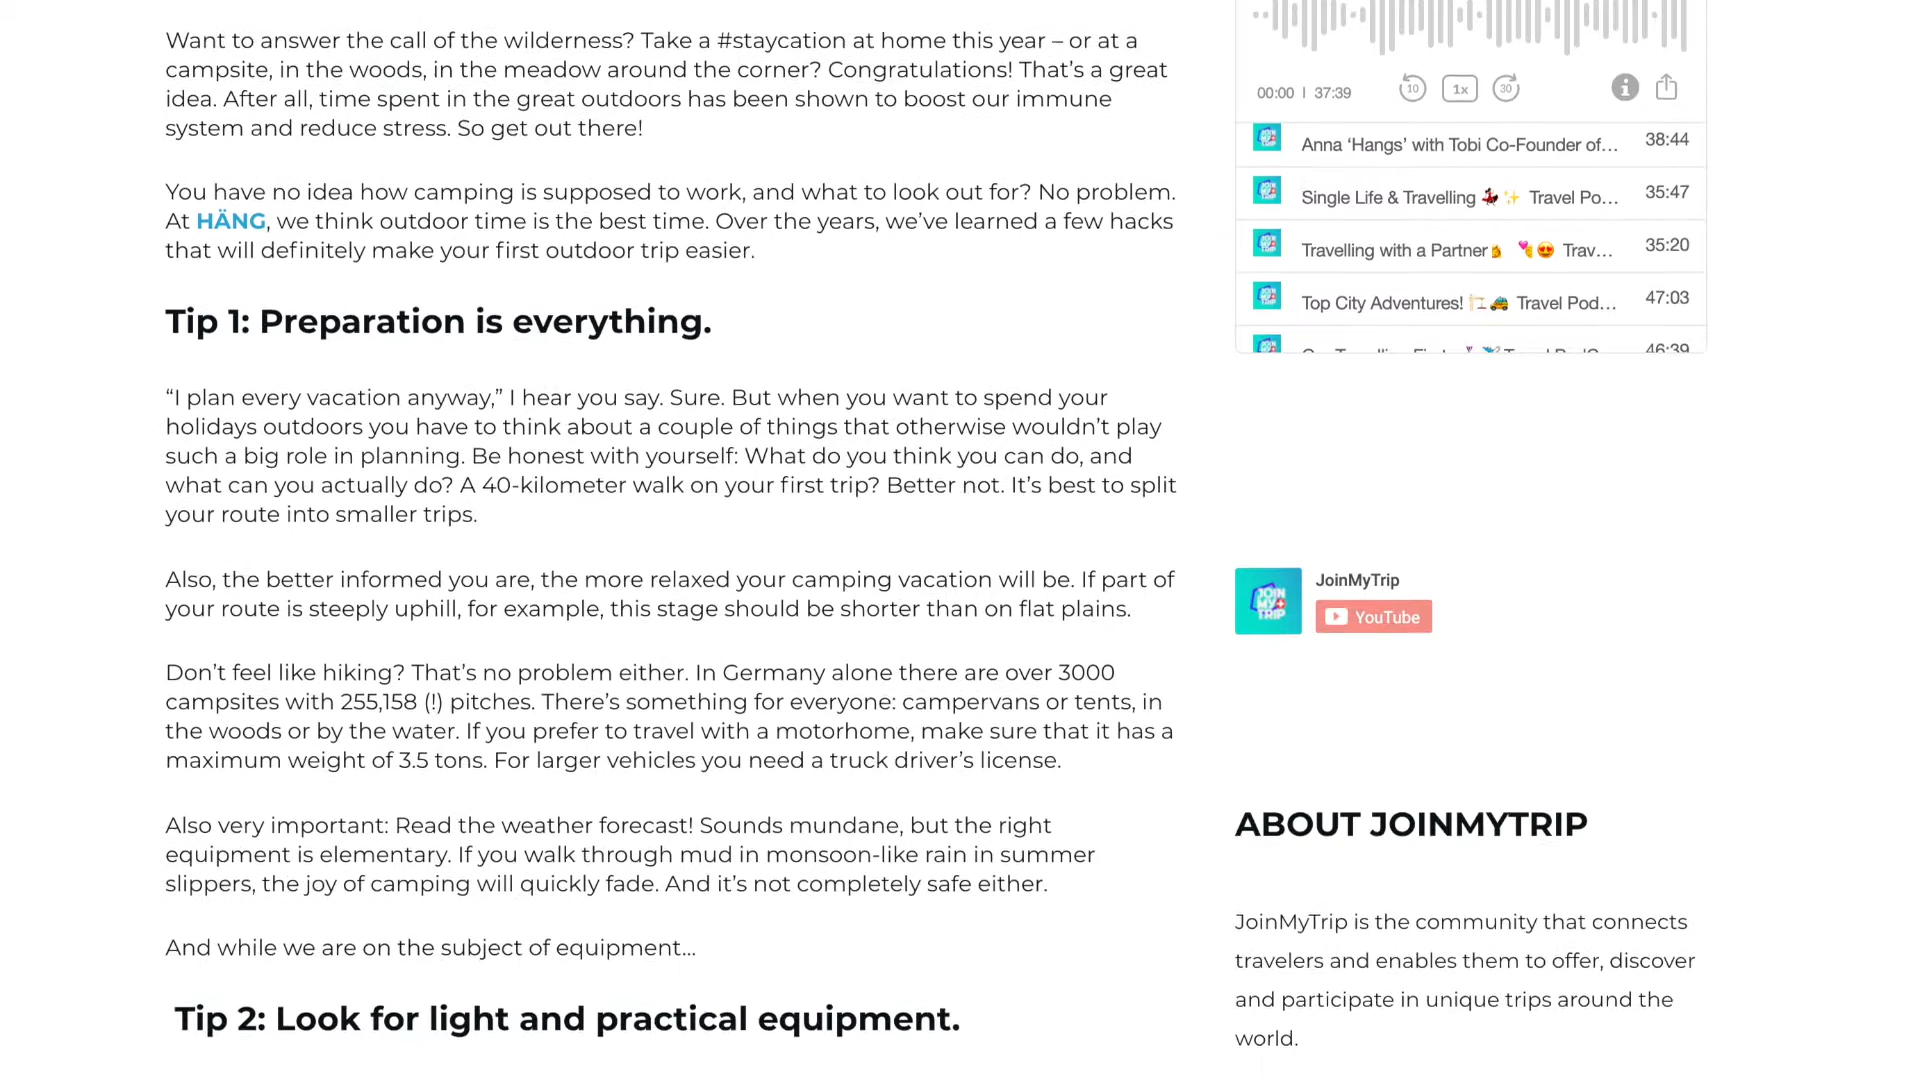 Want to answer the call of the wilderness? Take a #staycation at home this year – or at a
campsite, in the woods, in the meadow around the corner? Congratulations! That’s a great
idea. After all, time spent in the great outdoors has been shown to boost our immune
system and reduce stress. So get out there!
You have no idea how camping is supposed to work, and what to look out for? No problem.
At HÄNG, we think outdoor time is the best time. Over the years, we’ve learned a few hacks
that will definitely make your first outdoor trip easier.
Tip 1: Preparation is everything.
“I plan every vacation anyway,” I hear you say. Sure. But when you want to spend your
holidays outdoors you have to think about a couple of things that otherwise wouldn’t play
such a big role in planning. Be honest with yourself: What do you think you can do, and
what can you actually do? A 40-kilometer walk on your first trip? Better not. It’s best to split
your route into smaller trips.
Also, the better informed you are, the more relaxed your camping vacation will be. If part of
your route is steeply uphill, for example, this stage should be shorter than on flat plains.
Don’t feel like hiking? That’s no problem either. In Germany alone there are over 3000
campsites with 255,158 (!) pitches. There’s something for everyone: campervans or tents, in
the woods or by the water. If you prefer to travel with a motorhome, make sure that it has a
maximum weight of 3.5 tons. For larger vehicles you need a truck driver’s license.
Also very important: Read the weather forecast! Sounds mundane, but the right
equipment is elementary. If you walk through mud in monsoon-like rain in summer
slippers, the joy of camping will quickly fade. And it’s not completely safe either.
And while we are on the subject of equipment…
Tip 2: Look for light and practical equipment.
00:00 | 37:39 10 1x 30
Anna ‘Hangs’ with Tobi Co-Founder of... 38:44
Single Life & Travelling 💃✨ Travel Po... 35:47
Travelling with a Partner 💏😍 Trav... 35:20
Top City Adventures! 🏗️🚖 Travel Pod... 47:03
46:39
JOIN MY TRIP
JoinMyTrip
YouTube
ABOUT JOINMYTRIP
JoinMyTrip is the community that connects
travelers and enables them to offer, discover
and participate in unique trips around the
world.